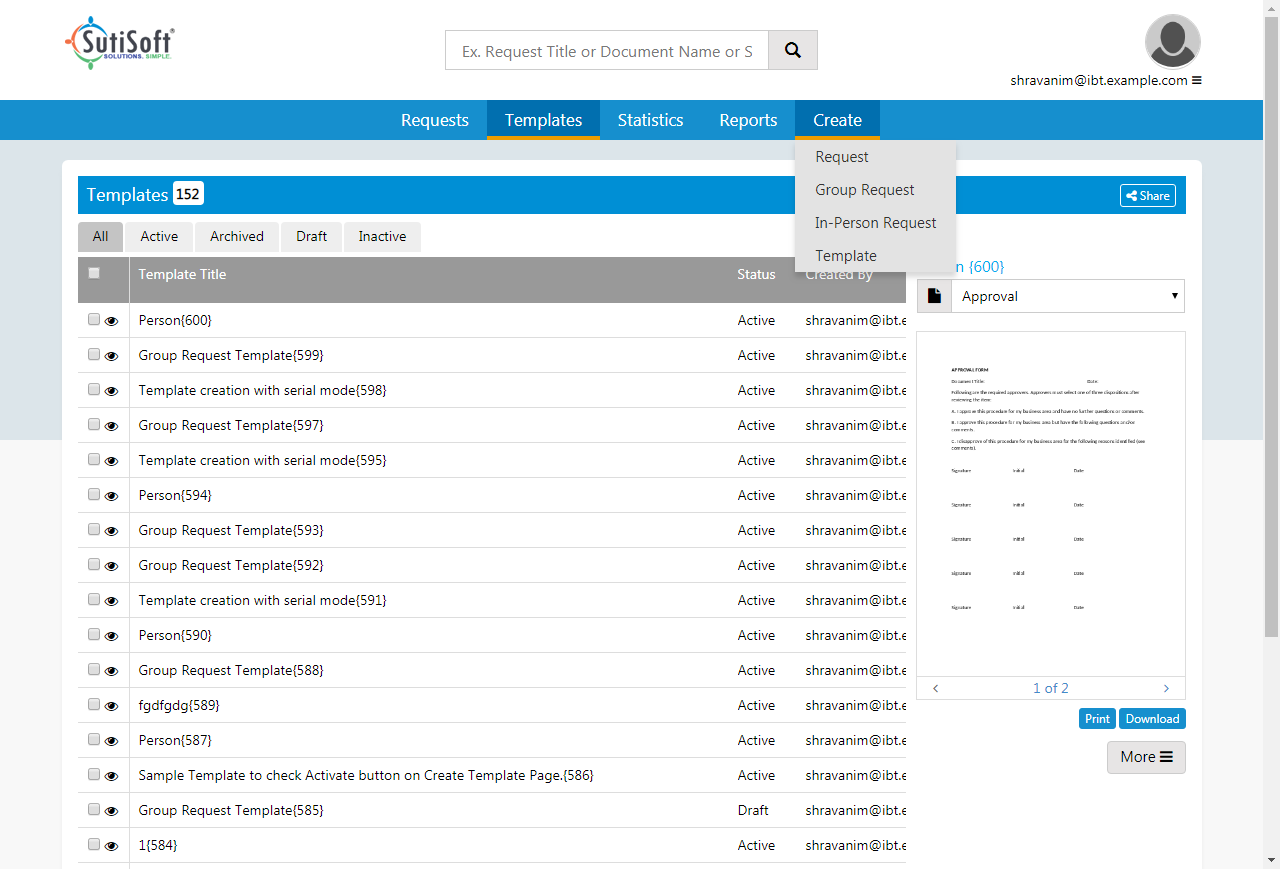 SutiSoft®
SOLUTIONS. SIMPLE.
Ex. Request Title or Document Name or S
shravanim@ibt.example.com
Requests Templates Statistics Reports Create
Request
Group Request
In-Person Request
Template
Templates 152
Share
All Active Archived Draft Inactive
Template Title Status Created By
n {600}
Approval
Person{600} Active shravanim@ibt.e
Group Request Template{599} Active shravanim@ibt.e
Template creation with serial mode{598} Active shravanim@ibt.e
Group Request Template{597} Active shravanim@ibt.e
Template creation with serial mode{595} Active shravanim@ibt.e
Person{594} Active shravanim@ibt.e
Group Request Template{593} Active shravanim@ibt.e
Group Request Template{592} Active shravanim@ibt.e
Template creation with serial mode{591} Active shravanim@ibt.e
Person{590} Active shravanim@ibt.e
Group Request Template{588} Active shravanim@ibt.e
fgdfgdg{589} Active shravanim@ibt.e
Person{587} Active shravanim@ibt.e
Sample Template to check Activate button on Create Template Page.{586} Active shravanim@ibt.e
Group Request Template{585} Draft shravanim@ibt.e
1{584} Active shravanim@ibt.e
APPROVAL FORM
Document Title: Date:
Following are the required approvers. Approvers must select one of three dispositions after
reviewing the item:
A. I approve this procedure for my business area and have no further questions or comments.
B. I approve this procedure for my business area but have the following questions and/or
comments.
C. I disapprove of this procedure for my business area for the following reasons identified (see
comments).
Signature Initial Date
Signature Initial Date
Signature Initial Date
Signature Initial Date
Signature Initial Date
1 of 2
Print Download
More